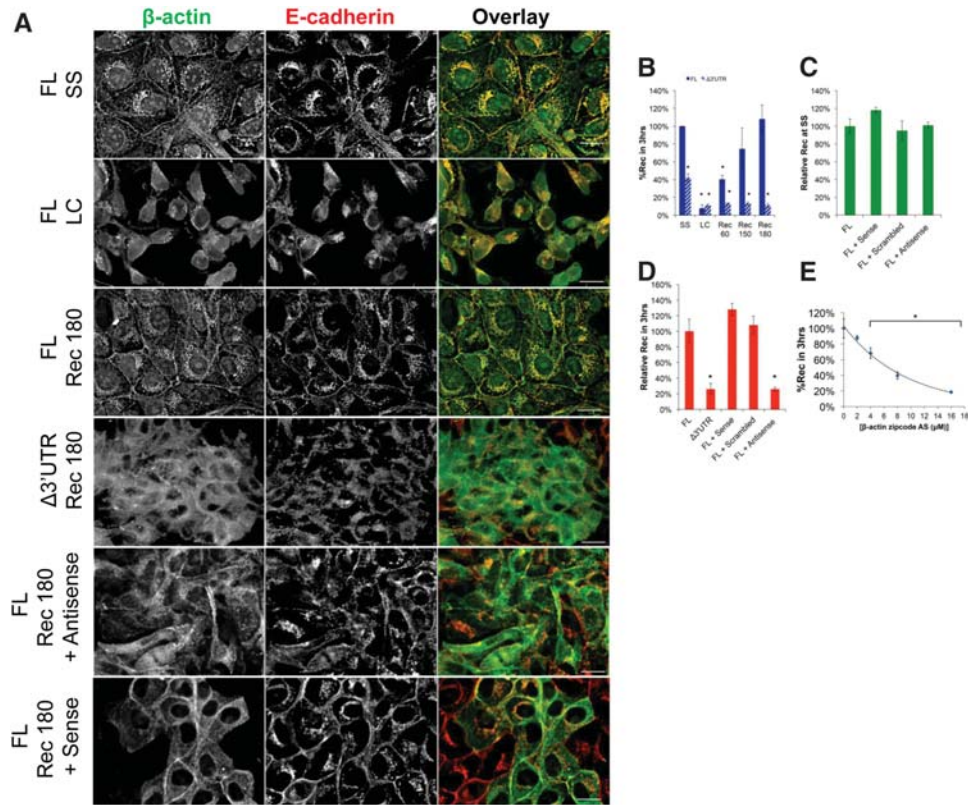 A
β-actin E-cadherin Overlay
FL
SS
FL
LC
FL
Rec 180
Δ3'UTR
Rec 180
FL
Rec 180
+ Antisense
FL
Rec 180
+ Sense
B
FL Δ3'UTR
%Rec in 3hrs
120%
100%
80%
60%
40%
20%
0%
* * * * * * *
SS LC Rec Rec Rec
60 150 180
C
Relative Rec at SS
140%
120%
100%
80%
60%
40%
20%
0%
FL
FL + Sense
FL + Scrambled
FL + Antisense
D
Relative Rec in 3hrs
160%
140%
120%
100%
80%
60%
40%
20%
0%
* *
FL
Δ3'UTR
FL + Sense
FL + Scrambled
FL + Antisense
E
*
%Rec in 3hrs
120%
100%
80%
60%
40%
20%
0%
0 2 4 6 8 10 12 14 16 18
[β-actin zipcode AS (μM)]